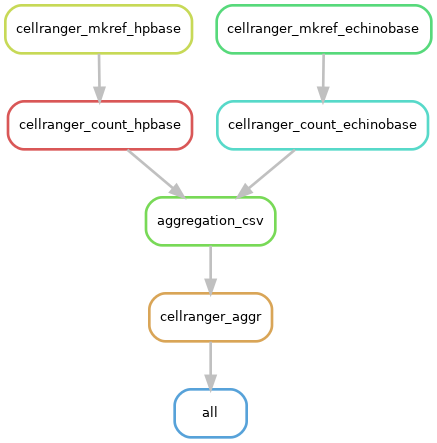 cellranger_mkref_hpbase
cellranger_mkref_echinobase
cellranger_count_hpbase
cellranger_count_echinobase
aggregation_csv
cellranger_aggr
all